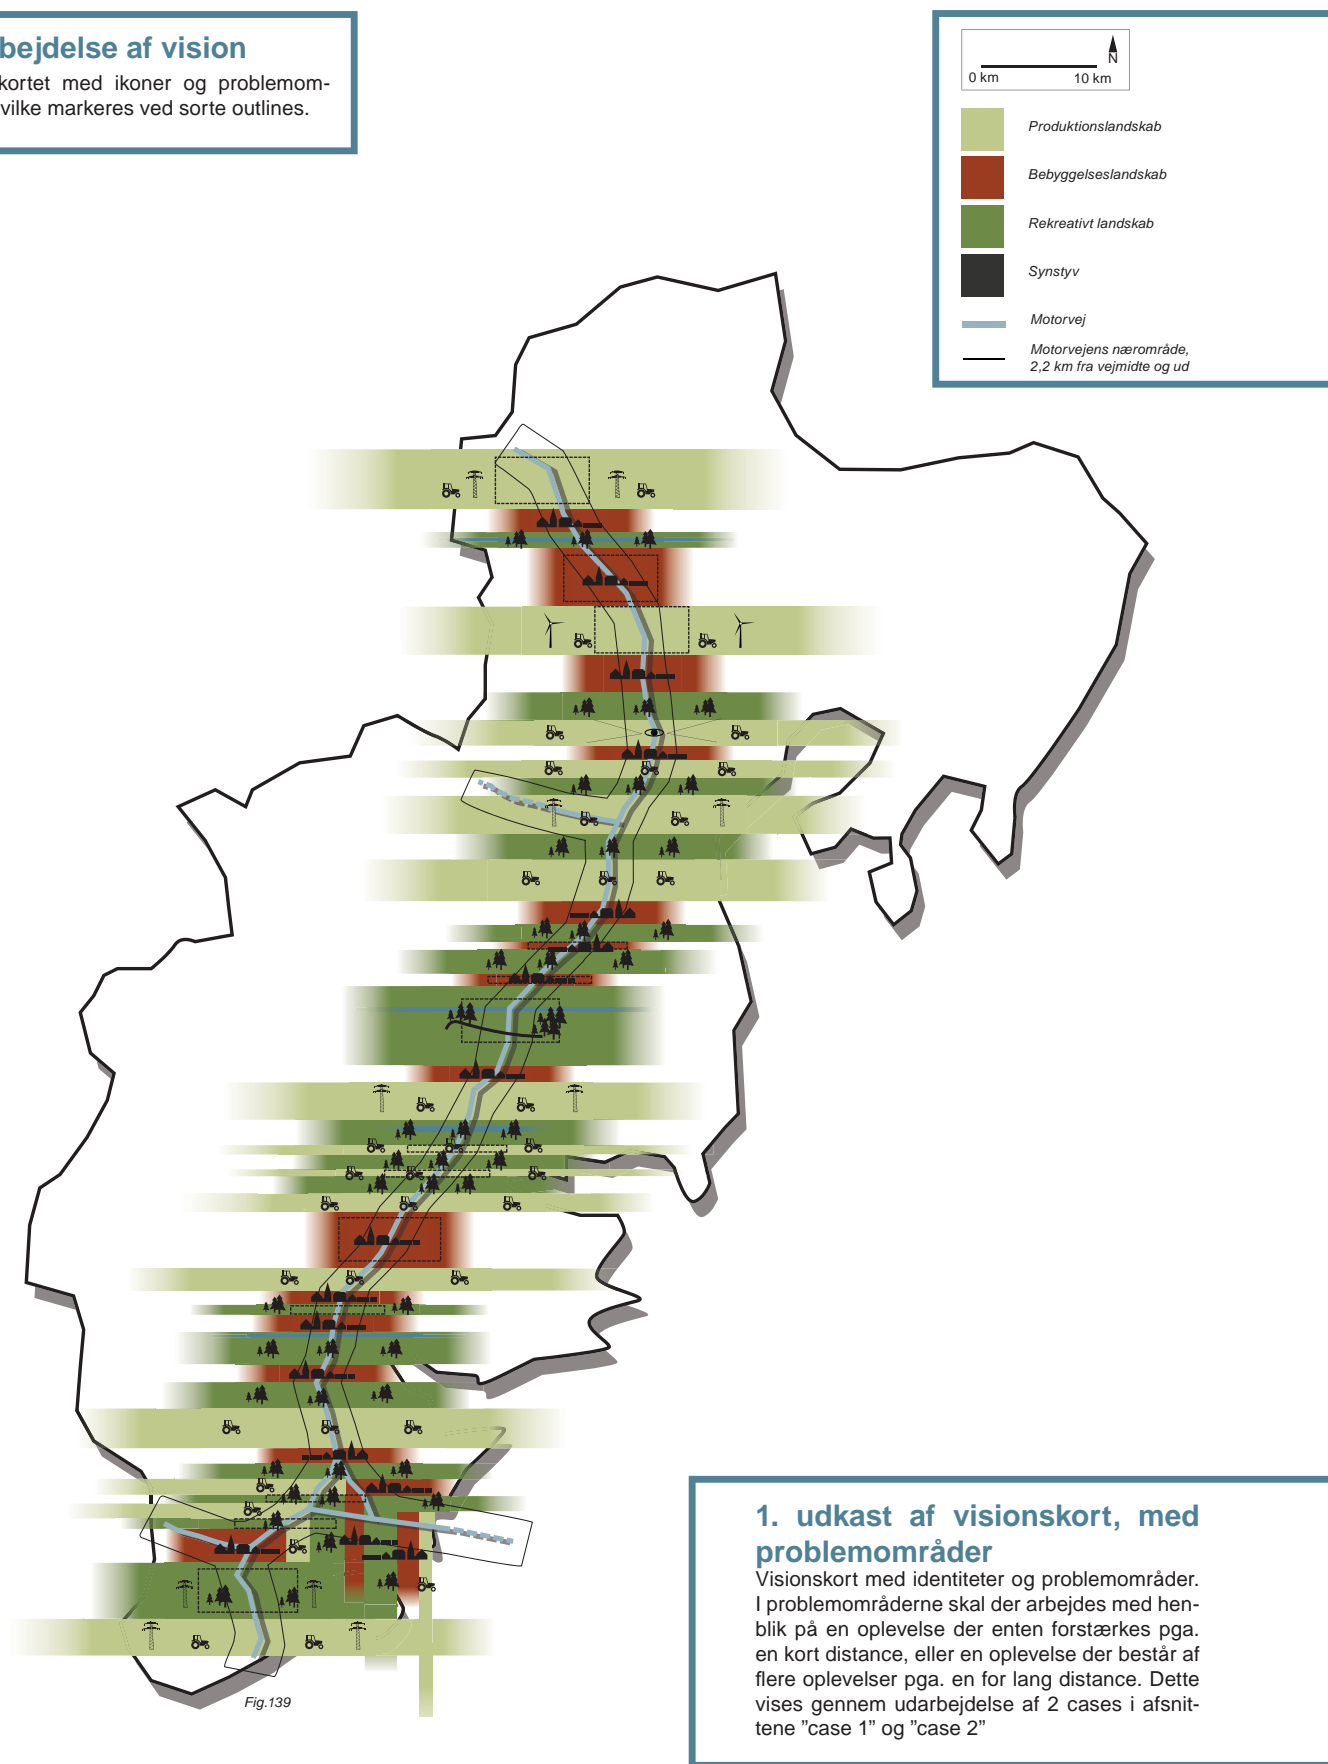 bejdelse af vision
kortet med ikoner og problemom-
vilke markeres ved sorte outlines.
N
0 km 10 km
Produktionslandskab
Bebyggelseslandskab
Rekreativt landskab
Synstyv
Motorvej
Motorvejens nærområde,
2,2 km fra vejmidte og ud
Fig.139
1. udkast af visionskort, med
problemområder
Visionskort med identiteter og problemområder.
I problemområderne skal der arbejdes med hen-
blik på en oplevelse der enten forstærkes pga.
en kort distance, eller en oplevelse der består af
flere oplevelser pga. en for lang distance. Dette
vises gennem udarbejdelse af 2 cases i afsnit-
tene ”case 1” og ”case 2”